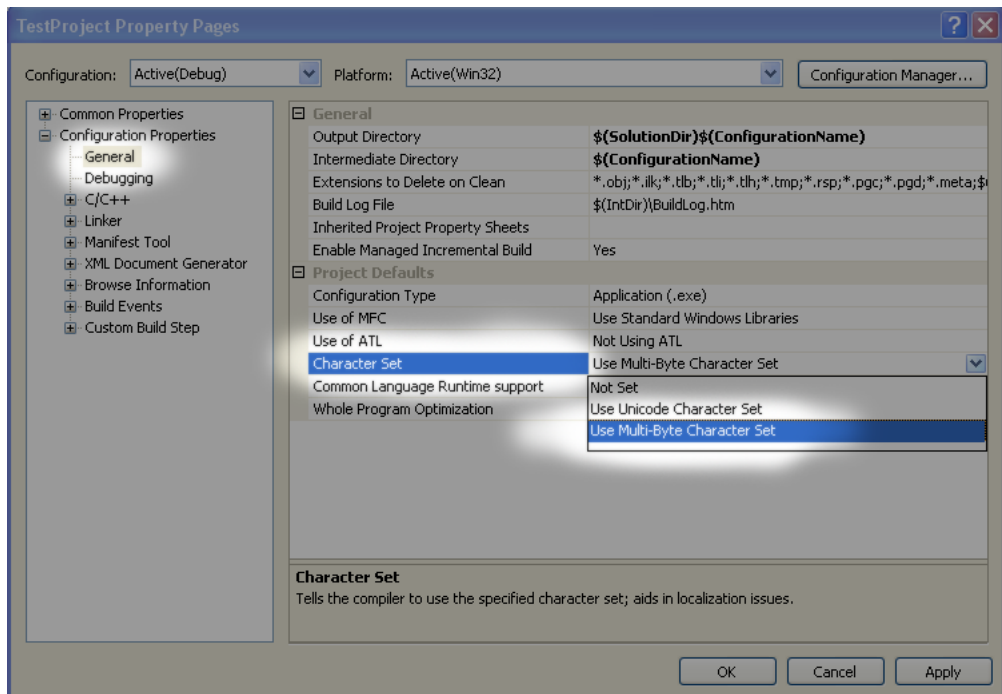 TestProject Property Pages
Configuration: Active(Debug) Platform: Active(Win32) Configuration Manager...
Common Properties
Configuration Properties
General
Debugging
C/C++
Linker
Manifest Tool
XML Document Generator
Browse Information
Build Events
Custom Build Step
General
Output Directory $(SolutionDir)$(ConfigurationName)
Intermediate Directory $(ConfigurationName)
Extensions to Delete on Clean *.obj;*.ilk;*.tlb;*.tli;*.tlh;*.tmp;*.rsp;*.pgc;*.pgd;*.meta;
Build Log File $(IntDir)\BuildLog.htm
Inherited Project Property Sheets
Enable Managed Incremental Build Yes
Project Defaults
Configuration Type Application (.exe)
Use of MFC Use Standard Windows Libraries
Use of ATL Not Using ATL
Character Set Use Multi-Byte Character Set
Common Language Runtime support Not Set
Whole Program Optimization Use Unicode Character Set
Use Multi-Byte Character Set
Character Set
Tells the compiler to use the specified character set; aids in localization issues.
OK Cancel Apply